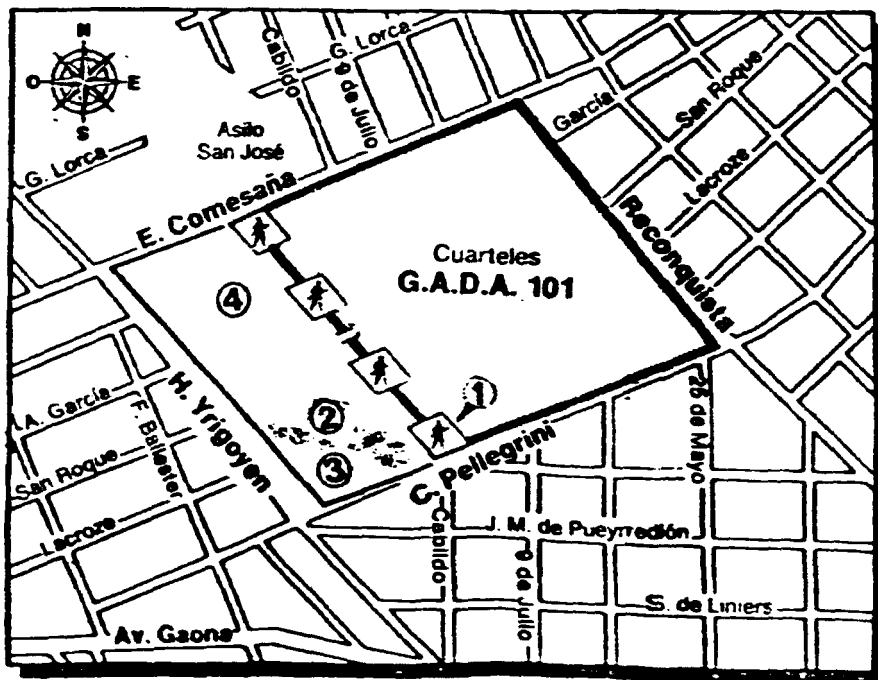 N
O E
S
Cabildo
9 de Julio
G. Lorca
Asilo
San José
G. Lorca
E. Comesaña
García
San Roque
Lacroze
Reconquista
Cuarteles
G.A.D.A. 101
4
1
2
3
H. Yrigoyen
C. Pellegrini
A. García
F. Ballester
San Roque
Lacroze
Av. Gaona
Cabildo
9 de Julio
25 de Mayo
J. M. de Pueyrredón
S. de Liniers